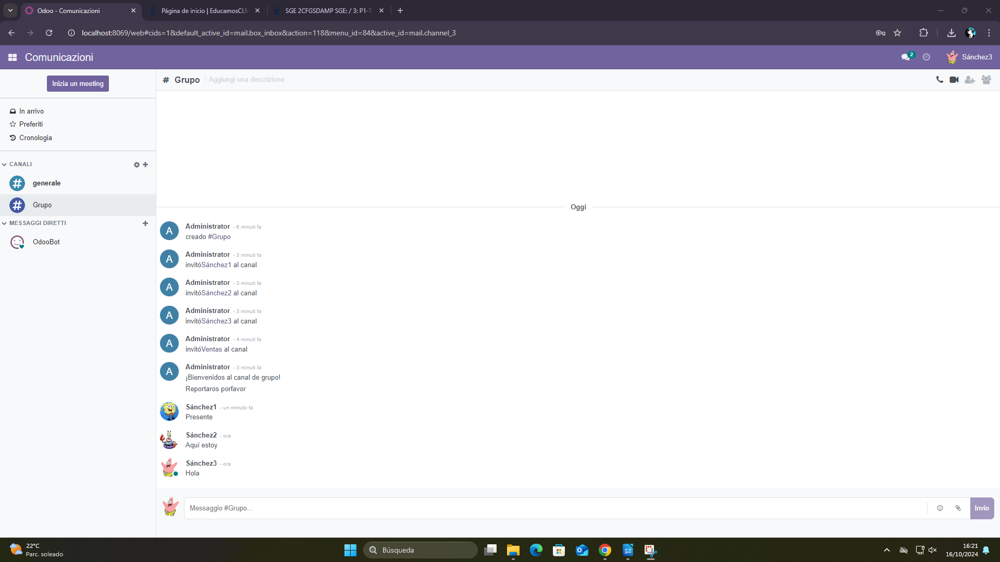 Odoo - Comunicazioni
Página de inicio | EducamosCLM
SGE 2CFGSDAMP SGE: / 3: P1-T
localhost:8069/web#cids=1&default_active_id=mail.box_inbox&action=118&menu_id=84&active_id=mail.channel_3
Comunicazioni
2
Sánchez3
Inizia un meeting
# Grupo
Aggiungi una descrizione
In arrivo
Preferiti
Cronologia
CANALI
# generale
# Grupo
MESSAGGI DIRETTI
OdooBot
Oggi
A
Administrator - 6 minuti fa
creado #Grupo
A
Administrator - 3 minuti fa
invitóSánchez1 al canal
A
Administrator - 3 minuti fa
invitóSánchez2 al canal
A
Administrator - 3 minuti fa
invitóSánchez3 al canal
A
Administrator - 4 minuti fa
invitóVentas al canal
A
Administrator - 3 minuti fa
¡Bienvenidos al canal de grupo!
Reportaros porfavor
Sánchez1 - un minuto fa
Presente
Sánchez2 - ora
Aquí estoy
Sánchez3 - ora
Hola
Messaggio #Grupo...
Invio
22°C
Parc. soleado
Búsqueda
16:21
16/10/2024